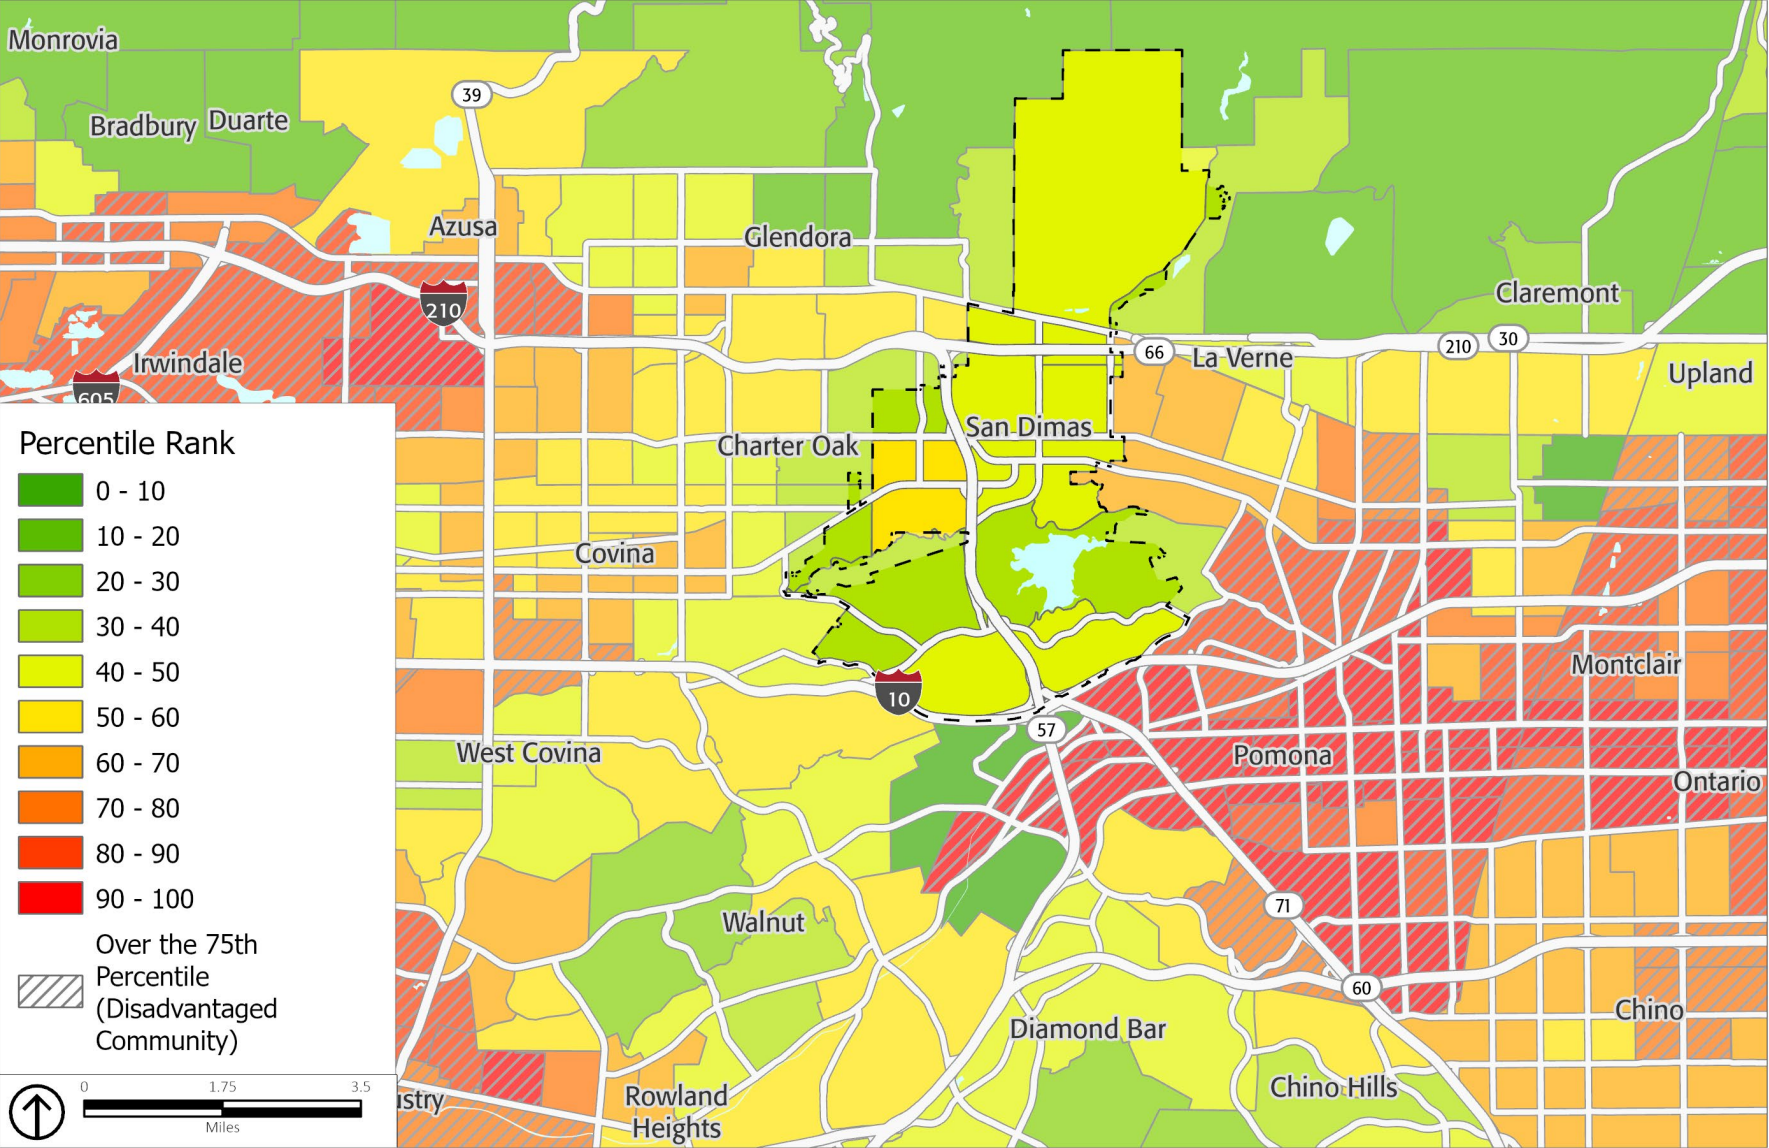 Monrovia
39
Bradbury
Duarte
Azusa
Glendora
Claremont
210
66
La Verne
210
30
Irwindale
Upland
605
San Dimas
Charter Oak
Covina
Montclair
10
57
West Covina
Pomona
Ontario
71
Walnut
60
Chino
Diamond Bar
Chino Hills
Rowland
Heights
ustry
Percentile Rank
0 - 10
10 - 20
20 - 30
30 - 40
40 - 50
50 - 60
60 - 70
70 - 80
80 - 90
90 - 100
Over the 75th
Percentile
(Disadvantaged
Community)
0 1.75 3.5
Miles